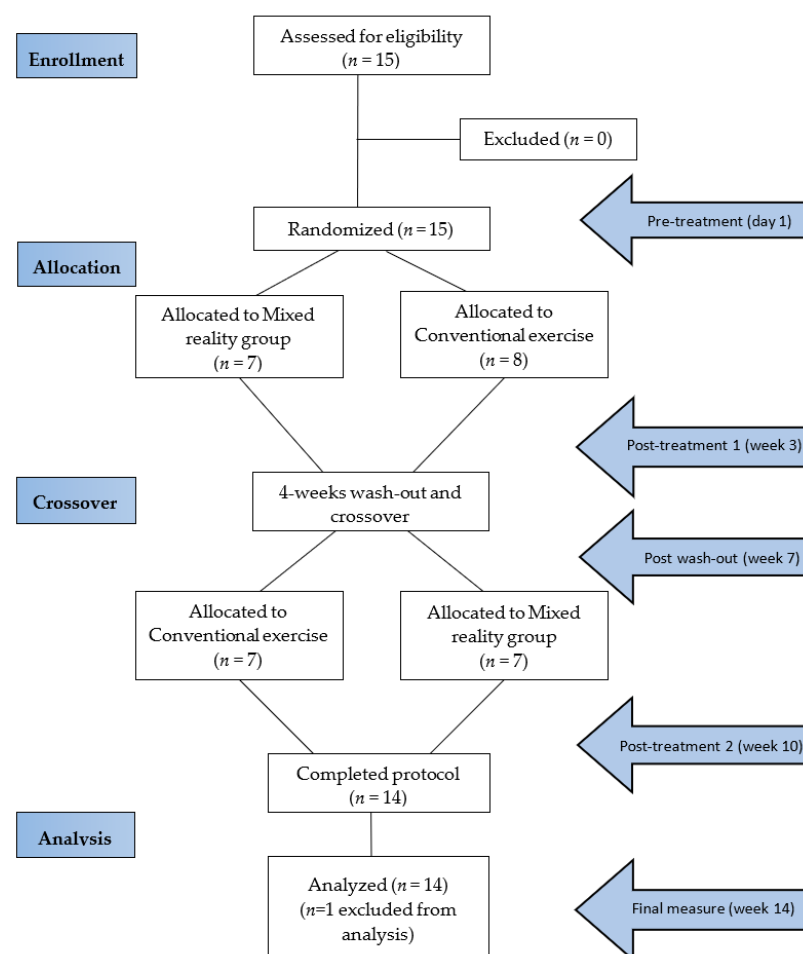 Assessed for eligibility
(n = 15)
Enrollment
Excluded (n = 0)
Pre-treatment (day 1)
Randomized (n = 15)
Allocation
Allocated to Mixed
reality group
(n = 7)
Allocated to
Conventional exercise
(n = 8)
Post-treatment 1 (week 3)
Crossover
4-weeks wash-out and
crossover
Post wash-out (week 7)
Allocated to
Conventional exercise
(n = 7)
Allocated to Mixed
reality group
(n = 7)
Post-treatment 2 (week 10)
Completed protocol
(n = 14)
Analysis
Analyzed (n = 14)
(n=1 excluded from
analysis)
Final measure (week 14)